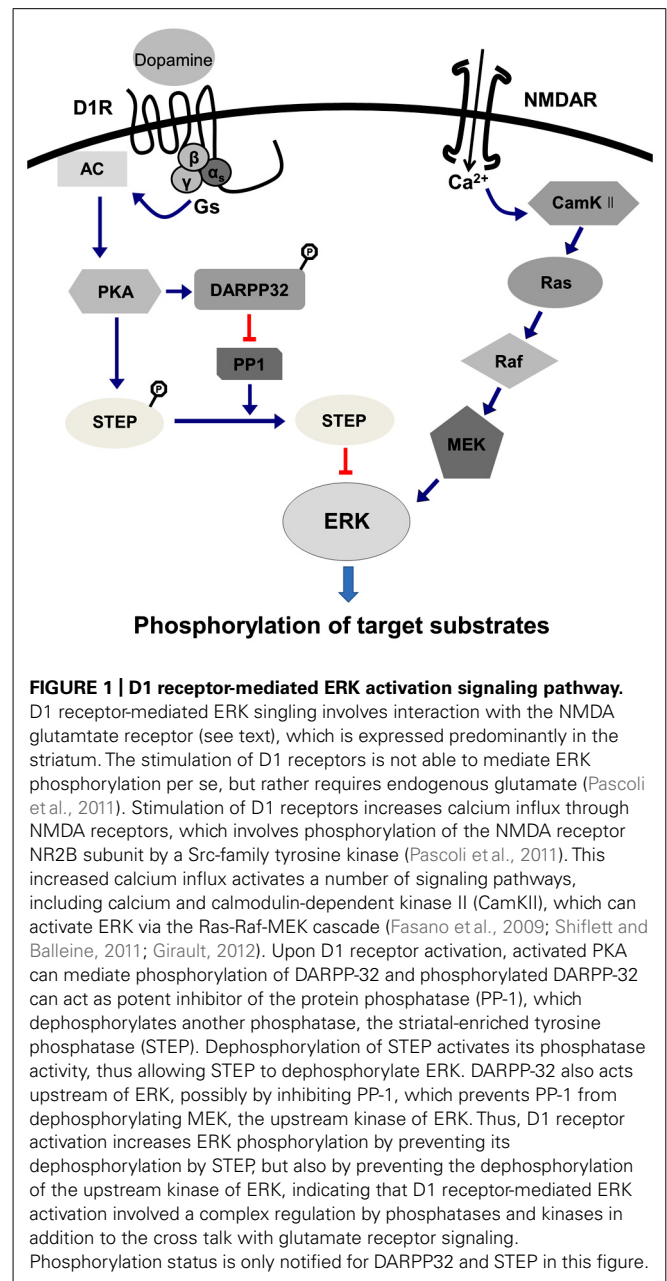 Dopamine
D1R
NMDAR
AC
β
γ
αs
Gs
Ca2+
CamK II
P
PKA
DARPP32
Ras
PP1
Raf
P
STEP
STEP
MEK
ERK
Phosphorylation of target substrates
FIGURE 1 | D1 receptor-mediated ERK activation signaling pathway.
D1 receptor-mediated ERK singling involves interaction with the NMDA
glutamtate receptor (see text), which is expressed predominantly in the
striatum. The stimulation of D1 receptors is not able to mediate ERK
phosphorylation per se, but rather requires endogenous glutamate (Pascoli
et al., 2011). Stimulation of D1 receptors increases calcium influx through
NMDA receptors, which involves phosphorylation of the NMDA receptor
NR2B subunit by a Src-family tyrosine kinase (Pascoli et al., 2011). This
increased calcium influx activates a number of signaling pathways,
including calcium and calmodulin-dependent kinase II (CamKII), which can
activate ERK via the Ras-Raf-MEK cascade (Fasano et al., 2009; Shiflett and
Balleine, 2011; Girault, 2012). Upon D1 receptor activation, activated PKA
can mediate phosphorylation of DARPP-32 and phosphorylated DARPP-32
can act as potent inhibitor of the protein phosphatase (PP-1), which
dephosphorylates another phosphatase, the striatal-enriched tyrosine
phosphatase (STEP). Dephosphorylation of STEP activates its phosphatase
activity, thus allowing STEP to dephosphorylate ERK. DARPP-32 also acts
upstream of ERK, possibly by inhibiting PP-1, which prevents PP-1 from
dephosphorylating MEK, the upstream kinase of ERK. Thus, D1 receptor
activation increases ERK phosphorylation by preventing its
dephosphorylation by STEP, but also by preventing the dephosphorylation
of the upstream kinase of ERK, indicating that D1 receptor-mediated ERK
activation involved a complex regulation by phosphatases and kinases in
addition to the cross talk with glutamate receptor signaling.
Phosphorylation status is only notified for DARPP32 and STEP in this figure.